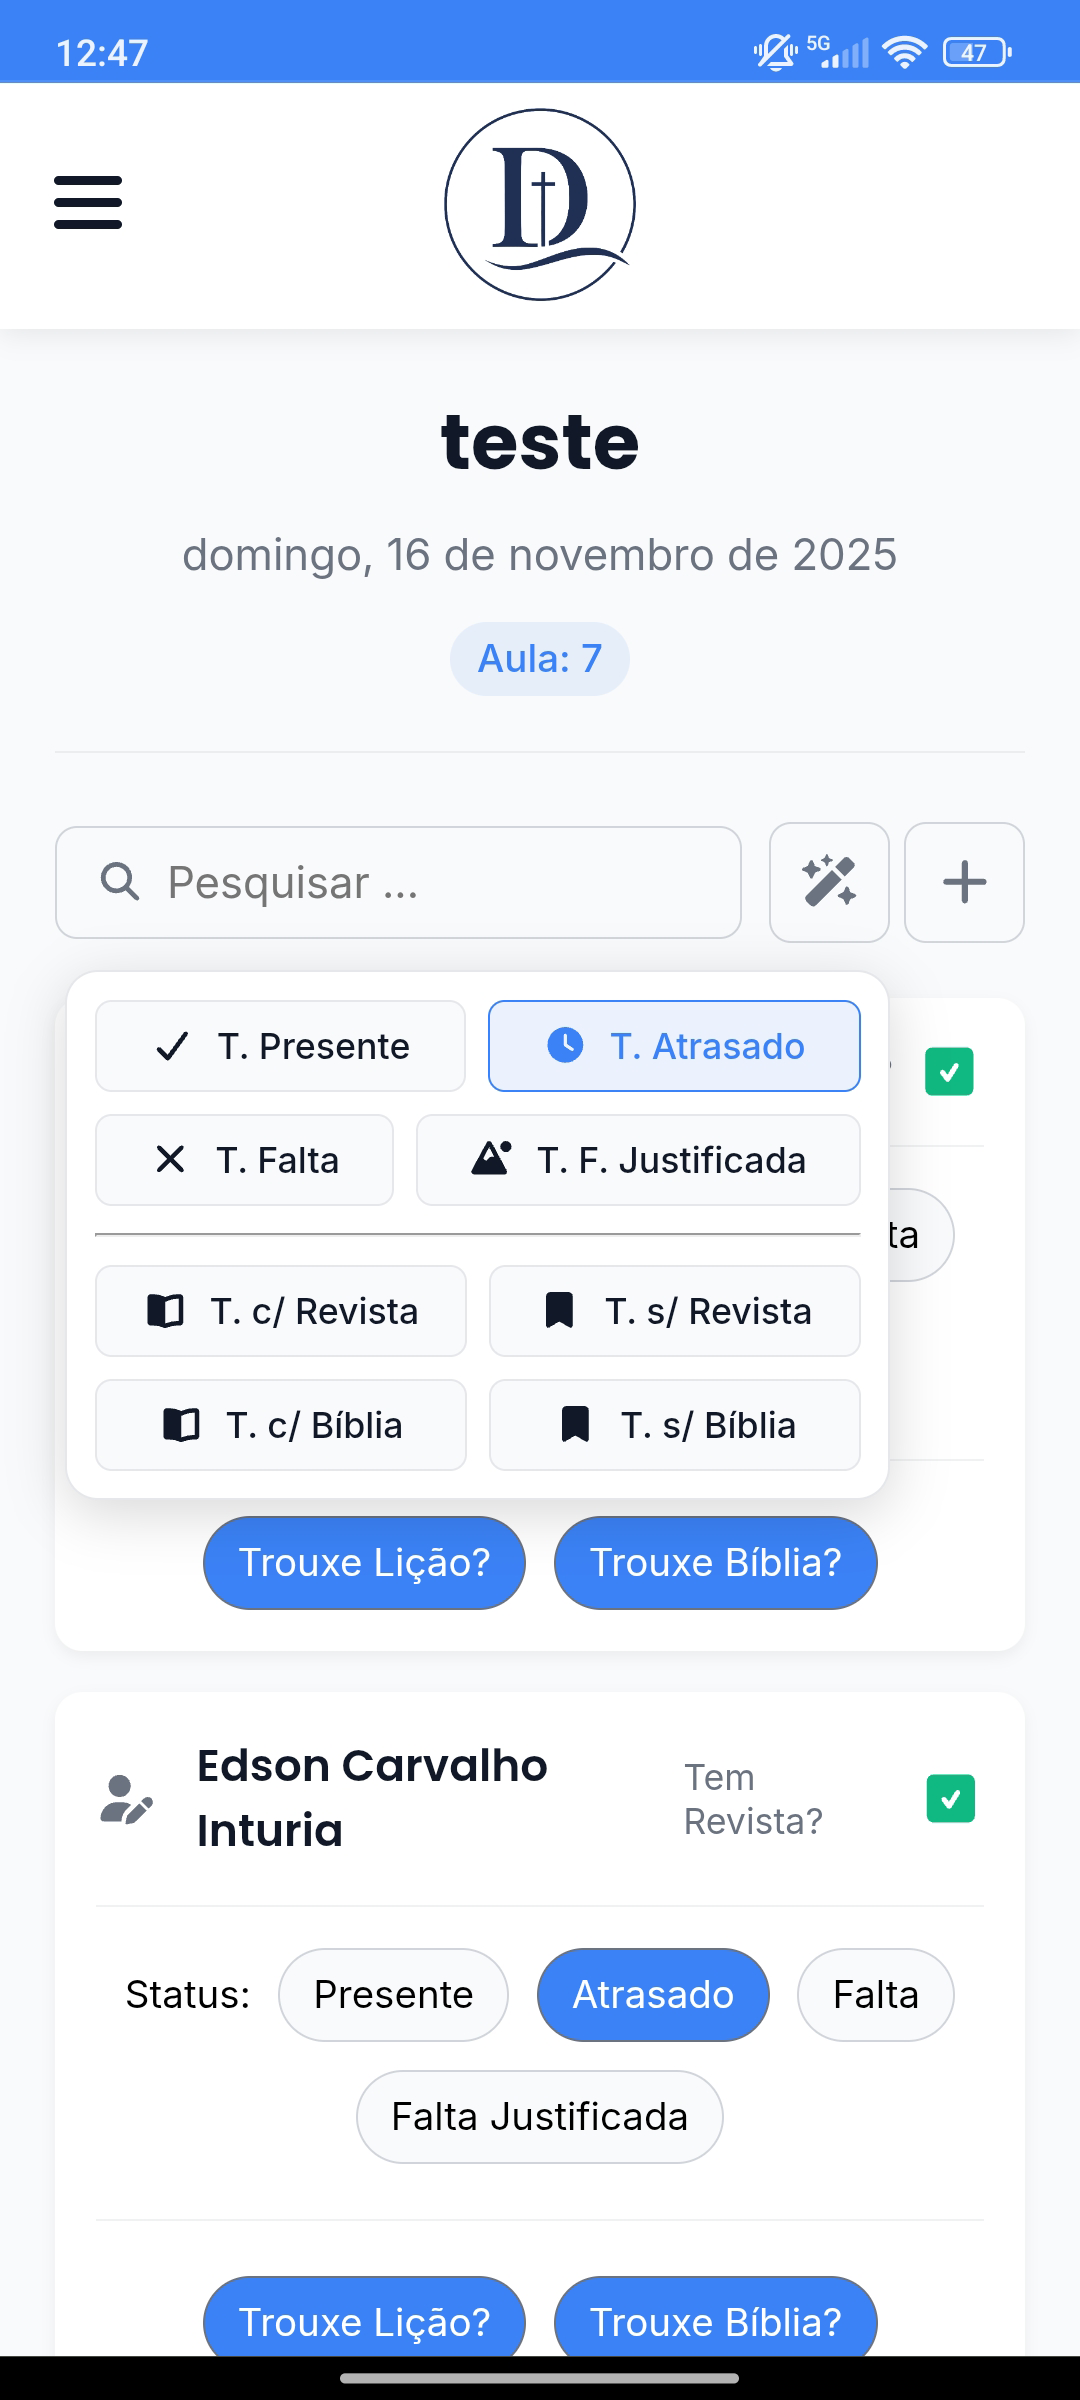 12:47
5G
47
D
teste
domingo, 16 de novembro de 2025
Aula: 7
Pesquisar ...
T. Presente
T. Atrasado
T. Falta
T. F. Justificada
ta
T. c/ Revista
T. s/ Revista
T. c/ Bíblia
T. s/ Bíblia
Trouxe Lição?
Trouxe Bíblia?
Edson Carvalho
Inturia
Tem
Revista?
Status:
Presente
Atrasado
Falta
Falta Justificada
Trouxe Lição?
Trouxe Bíblia?